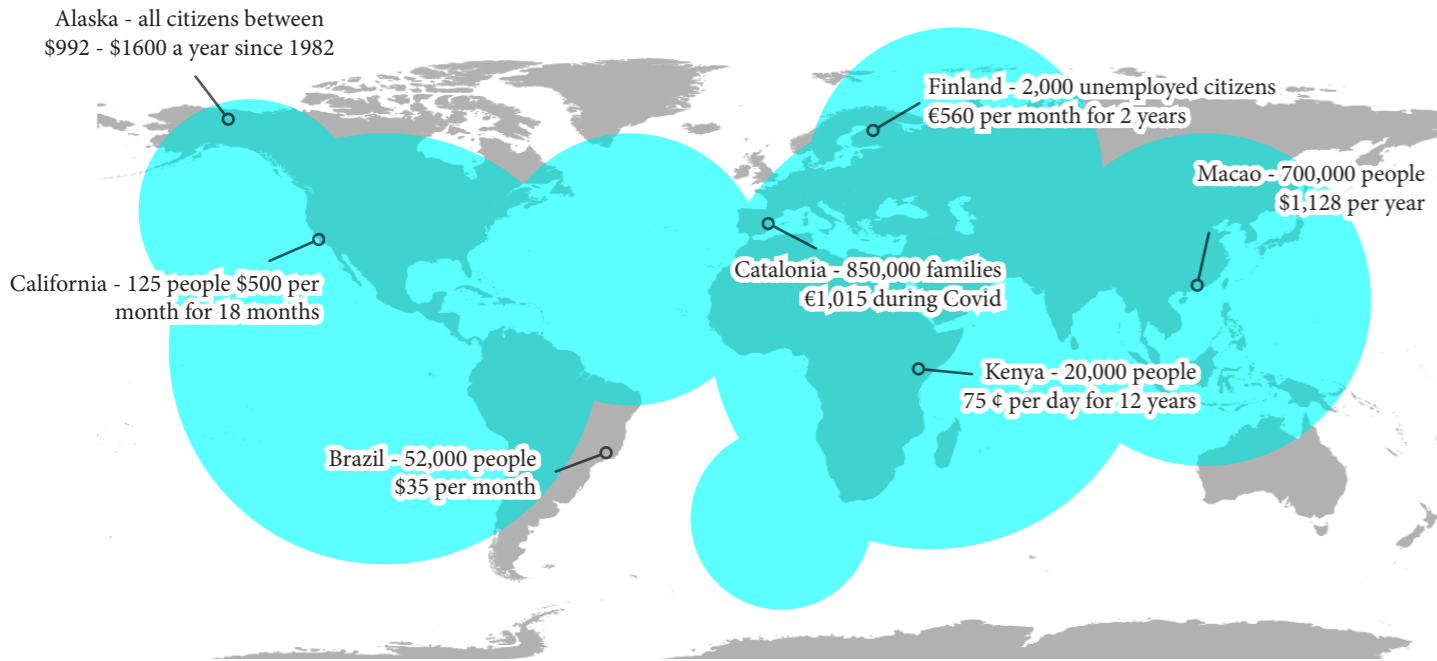 Alaska - all citizens between
$992 - $1600 a year since 1982
Finland - 2,000 unemployed citizens
€560 per month for 2 years
Macao - 700,000 people
$1,128 per year
California - 125 people $500 per
month for 18 months
Catalonia - 850,000 families
€1,015 during Covid
Kenya - 20,000 people
75 ¢ per day for 12 years
Brazil - 52,000 people
$35 per month